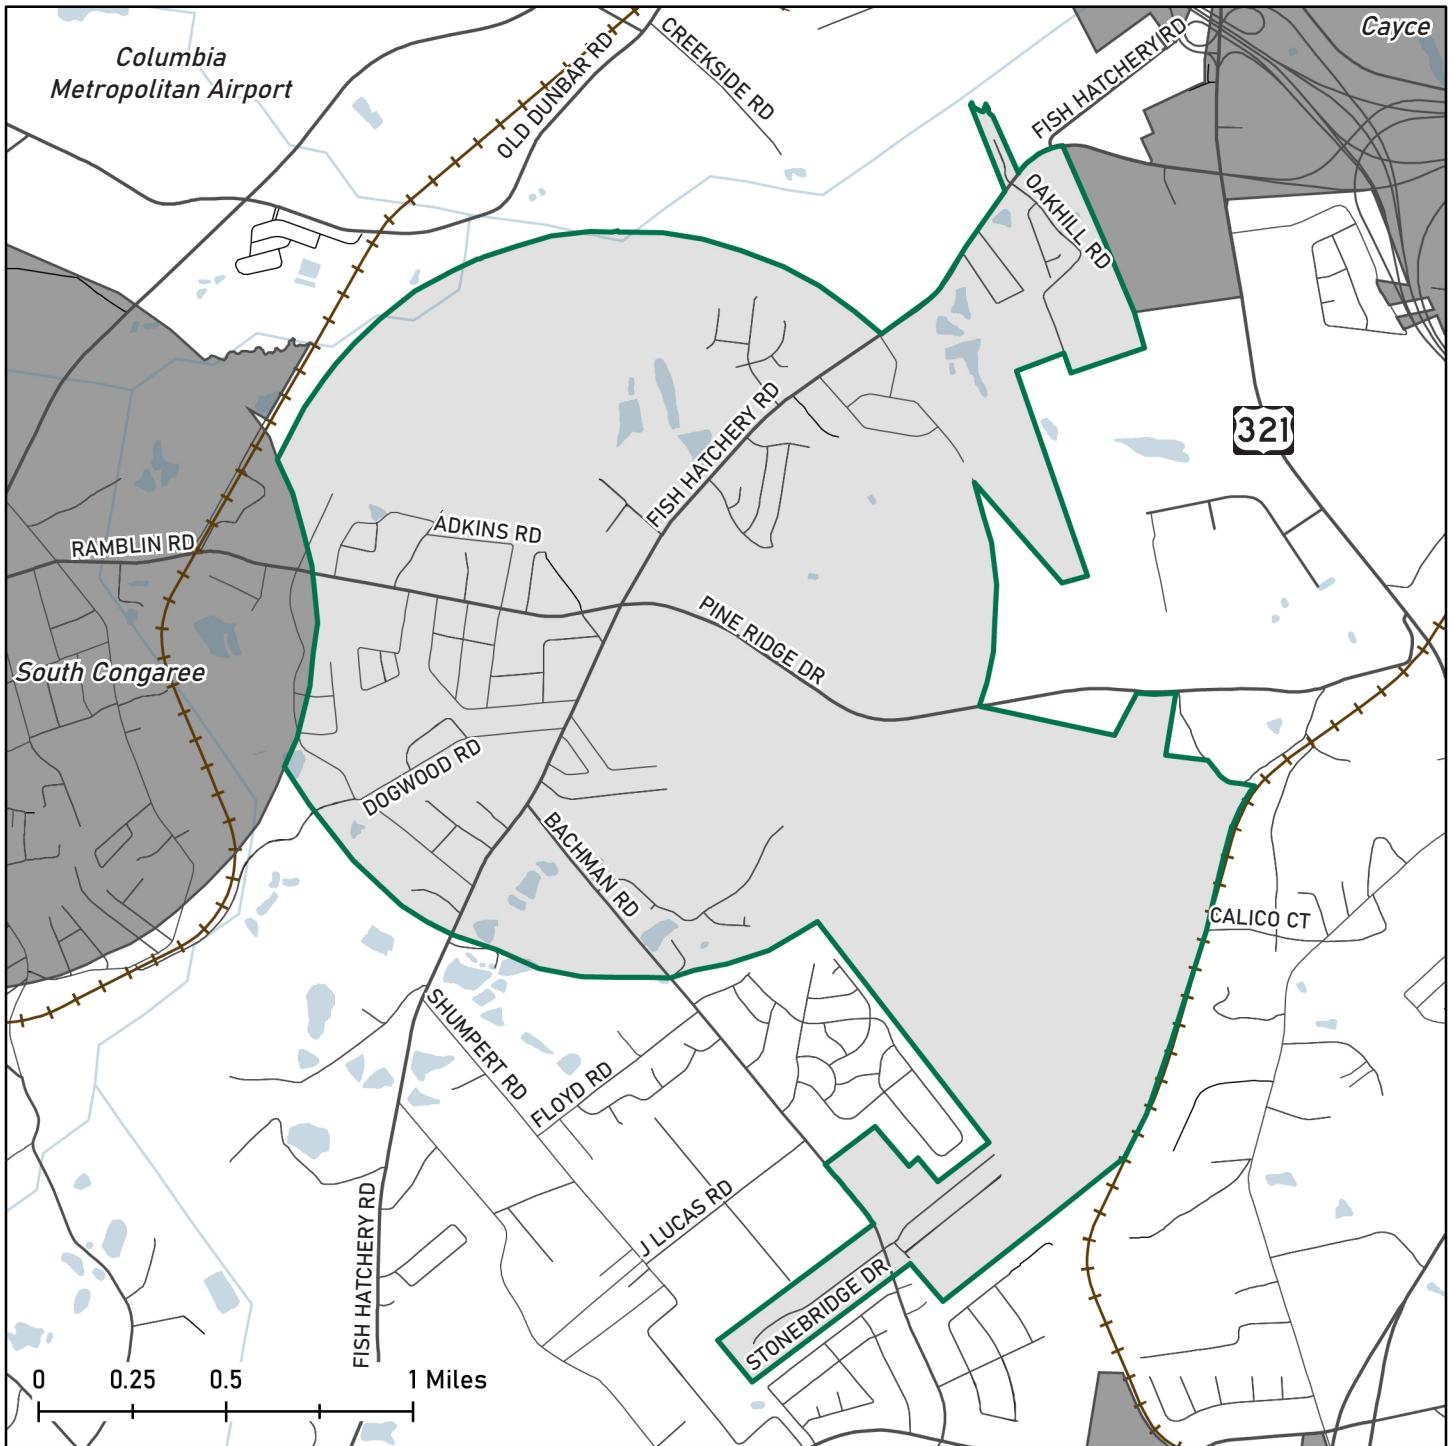 Columbia
Metropolitan Airport
Cayce
CREEKSIDE RD
OLD DUNBAR RD
FISH HATCHERY RD
OAKHILL RD
321
FISH HATCHERY RD
ADKINS RD
RAMBLIN RD
PINE RIDGE DR
South Congaree
DOGWOOD RD
BACHMAN RD
CALICO CT
SHUMPERT RD
FLOYD RD
J LUCAS RD
FISH HATCHERY RD
STONEBRIDGE DR
0 0.25 0.5 1 Miles